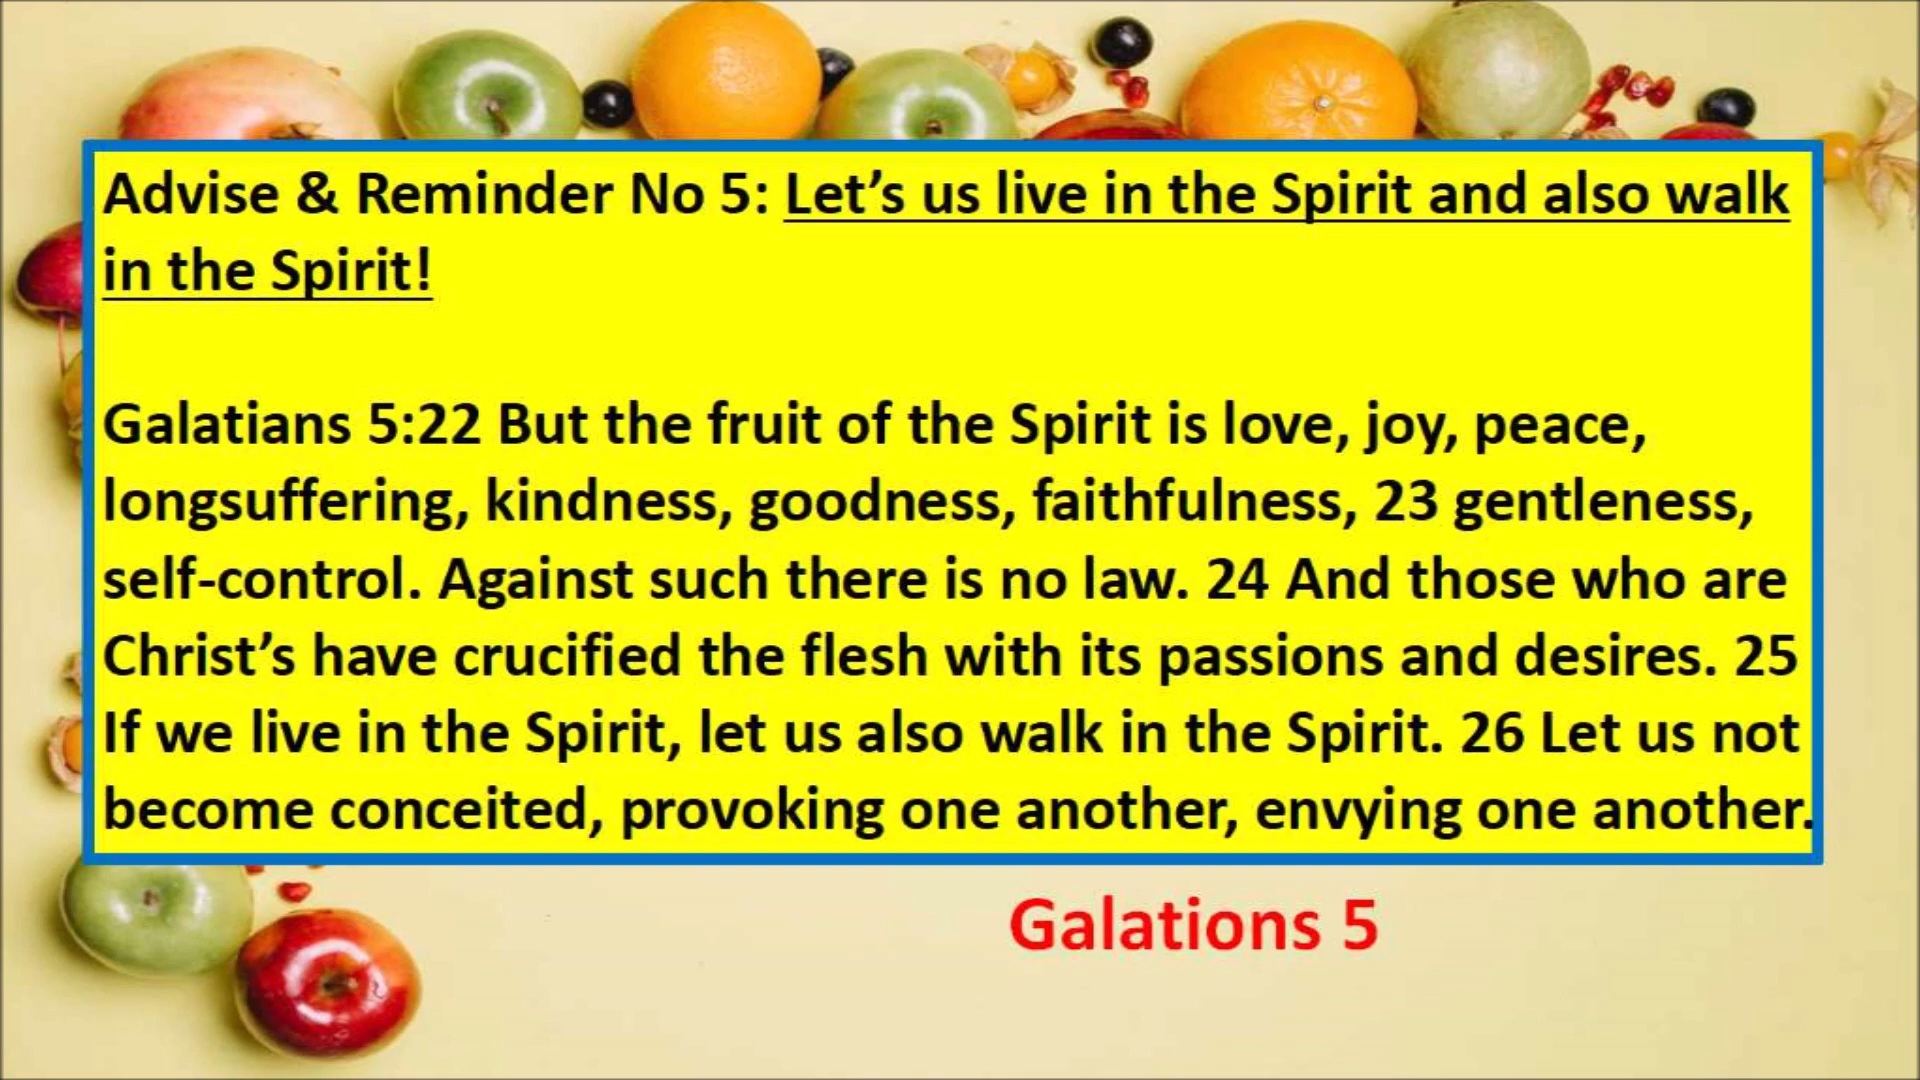 Advise & Reminder No 5: Let’s us live in the Spirit and also walk
in the Spirit!
Galatians 5:22 But the fruit of the Spirit is love, joy, peace,
longsuffering, kindness, goodness, faithfulness, 23 gentleness,
self-control. Against such there is no law. 24 And those who are
Christ’s have crucified the flesh with its passions and desires. 25
If we live in the Spirit, let us also walk in the Spirit. 26 Let us not
become conceited, provoking one another, envying one another.
Galations 5